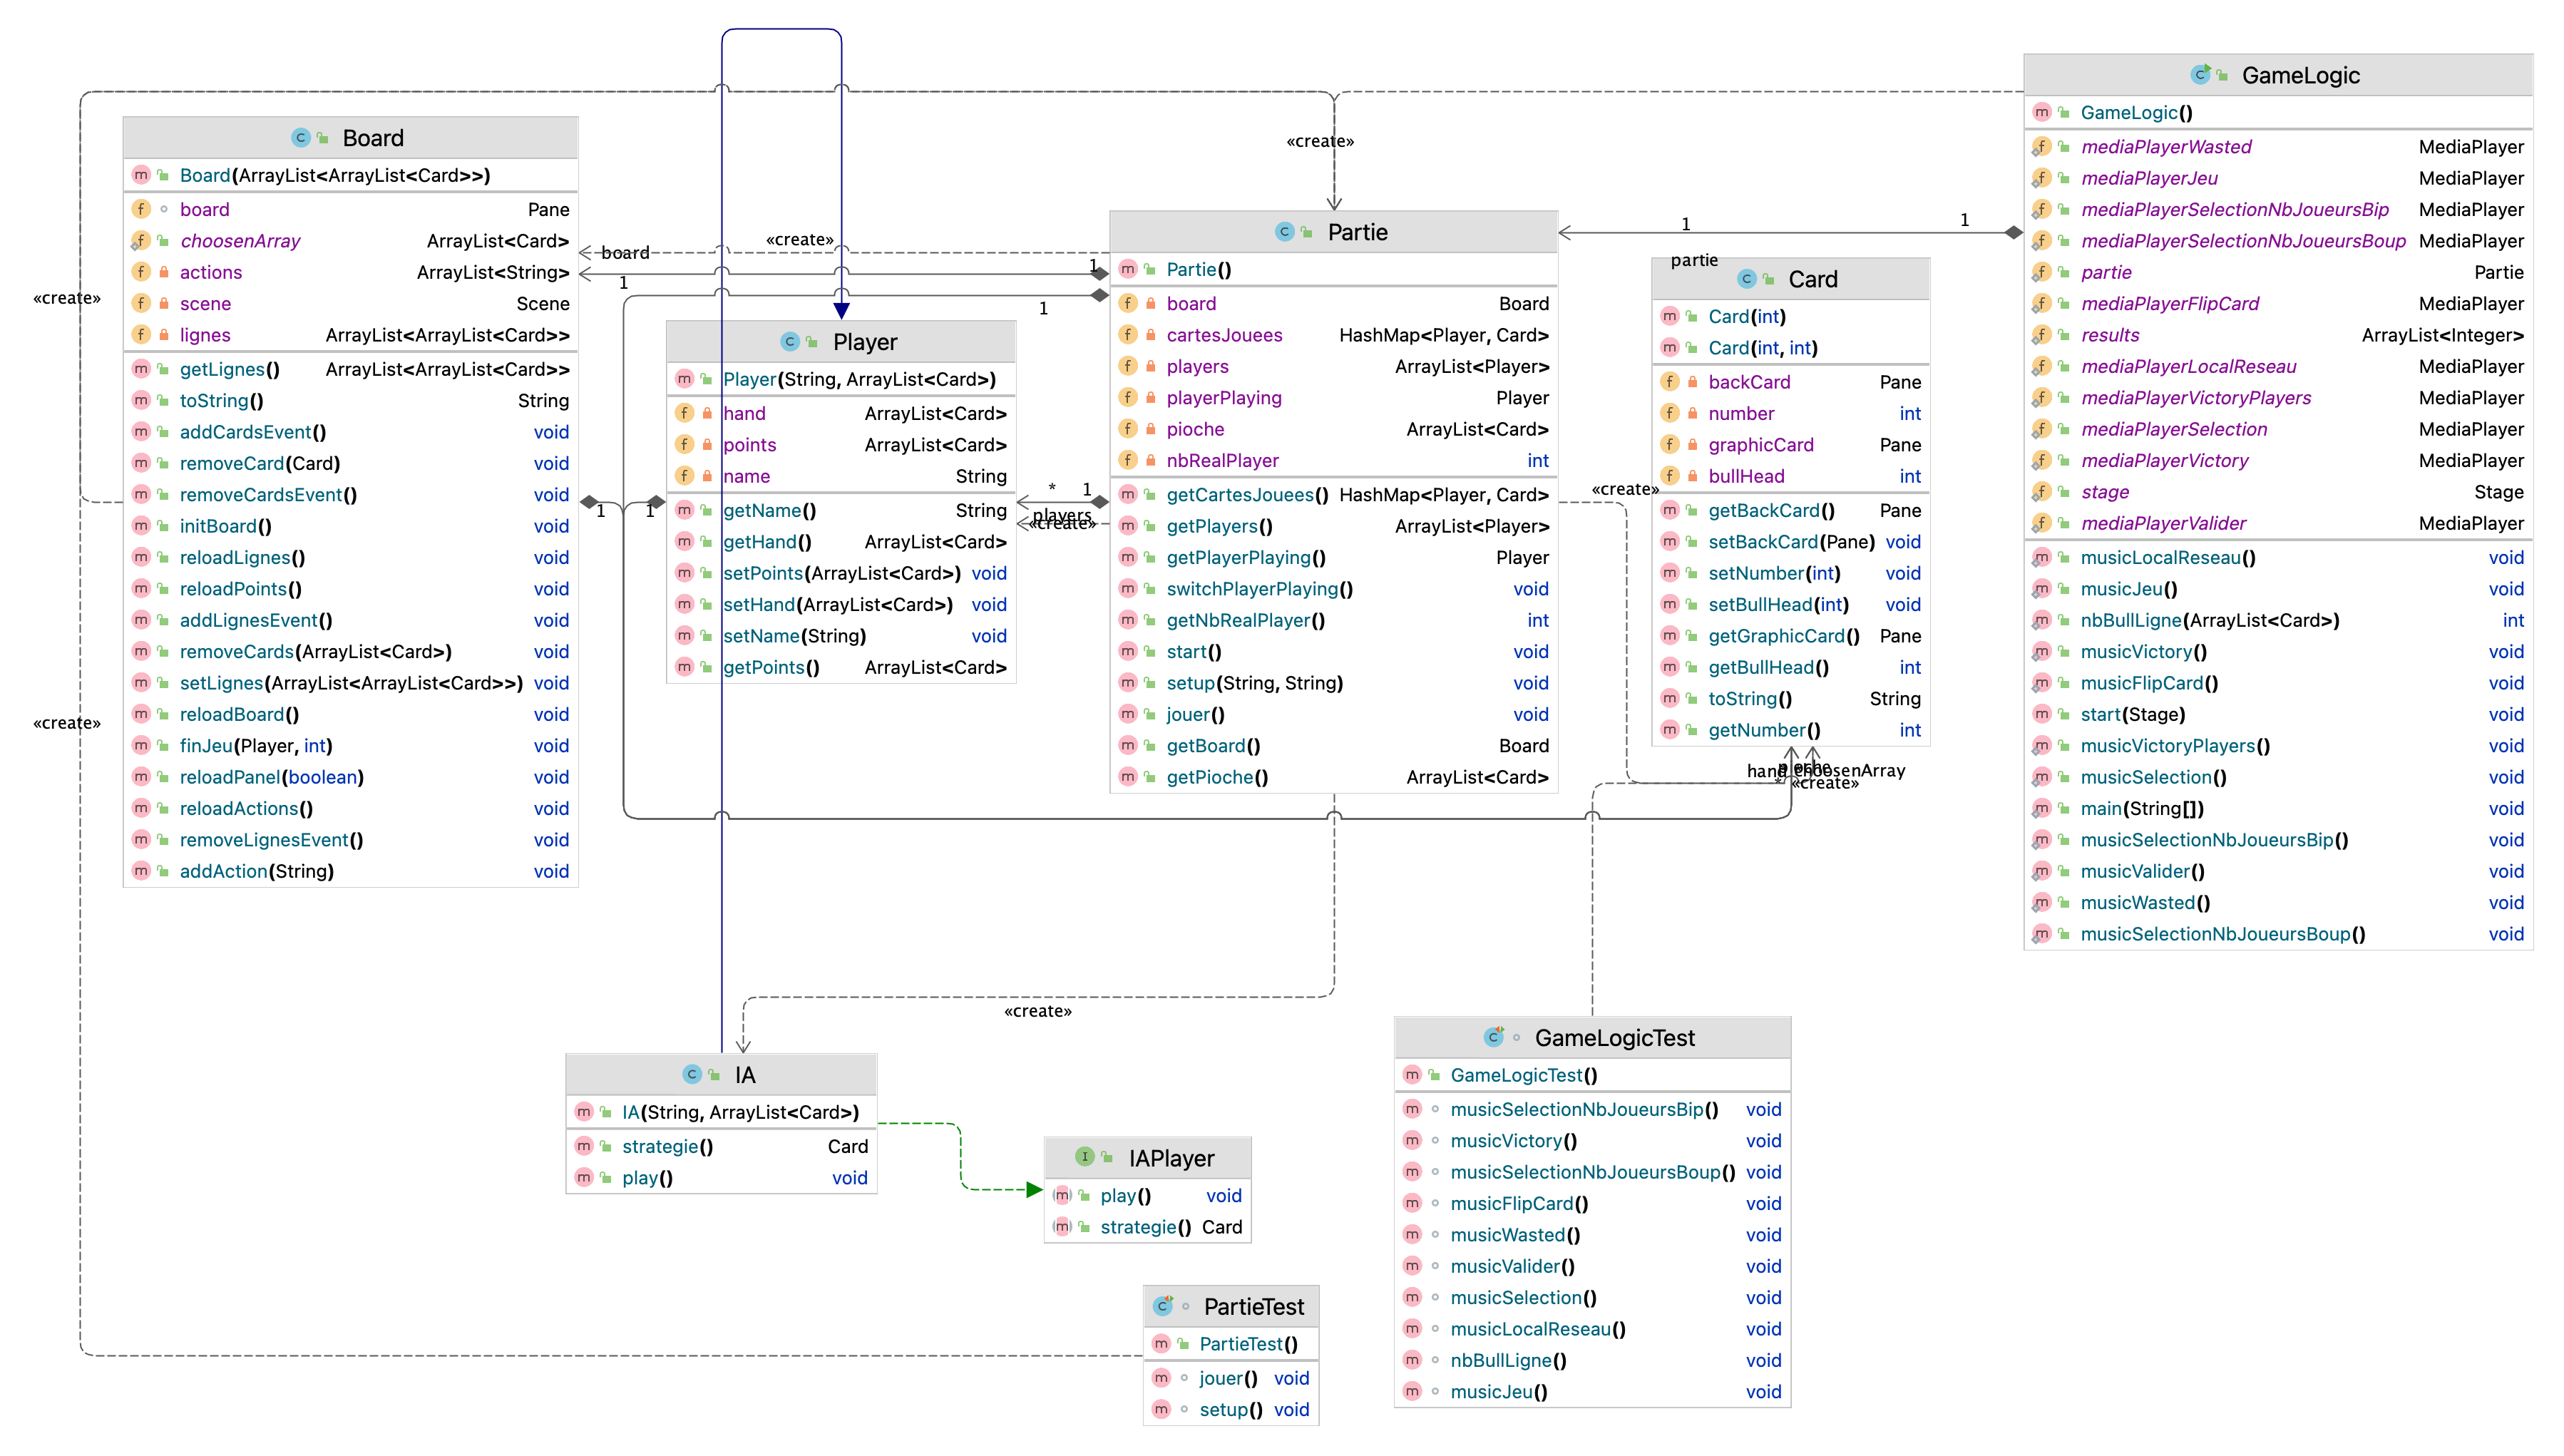 Board
Board(ArrayList<ArrayList<Card>>)
board Pane
choosenArray ArrayList<Card>
actions ArrayList<String>
scene Scene
lignes ArrayList<ArrayList<Card>>
getLignes() ArrayList<ArrayList<Card>>
toString() String
addCardsEvent() void
removeCard(Card) void
removeCardsEvent() void
initBoard() void
reloadLignes() void
reloadPoints() void
addLignesEvent() void
removeCards(ArrayList<Card>) void
setLignes(ArrayList<ArrayList<Card>>) void
reloadBoard() void
finJeu(Player, int) void
reloadPanel(boolean) void
reloadActions() void
removeLignesEvent() void
addAction(String) void
«create»
«create»
Player
Player(String, ArrayList<Card>)
hand ArrayList<Card>
points ArrayList<Card>
name String
getName() String
getHand() ArrayList<Card>
setPoints(ArrayList<Card>) void
setHand(ArrayList<Card>) void
setName(String) void
getPoints() ArrayList<Card>
board
«create»
1
1
1
1
1
* 1
players
«create»
«create»
Partie
Partie()
board Board
cartesJouees HashMap<Player, Card>
players ArrayList<Player>
playerPlaying Player
pioche ArrayList<Card>
nbRealPlayer int
getCartesJouees() HashMap<Player, Card>
getPlayers() ArrayList<Player>
getPlayerPlaying() Player
switchPlayerPlaying() void
getNbRealPlayer() int
start() void
setup(String, String) void
jouer() void
getBoard() Board
getPioche() ArrayList<Card>
1 1
partie
«create»
Card
Card(int)
Card(int, int)
backCard Pane
number int
graphicCard Pane
bullHead int
getBackCard() Pane
setBackCard(Pane) void
setNumber(int) void
setBullHead(int) void
getGraphicCard() Pane
getBullHead() int
toString() String
getNumber() int
pioche
hand choosenArray
«create»
GameLogic
GameLogic()
mediaPlayerWasted MediaPlayer
mediaPlayerJeu MediaPlayer
mediaPlayerSelectionNbJoueursBip MediaPlayer
mediaPlayerSelectionNbJoueursBoup MediaPlayer
partie Partie
mediaPlayerFlipCard MediaPlayer
results ArrayList<Integer>
mediaPlayerLocalReseau MediaPlayer
mediaPlayerVictoryPlayers MediaPlayer
mediaPlayerSelection MediaPlayer
mediaPlayerVictory MediaPlayer
stage Stage
mediaPlayerValider MediaPlayer
musicLocalReseau() void
musicJeu() void
nbBullLigne(ArrayList<Card>) int
musicVictory() void
musicFlipCard() void
start(Stage) void
musicVictoryPlayers() void
musicSelection() void
main(String[]) void
musicSelectionNbJoueursBip() void
musicValider() void
musicWasted() void
musicSelectionNbJoueursBoup() void
«create»
IA
IA(String, ArrayList<Card>)
strategie() Card
play() void
IAPlayer
play() void
strategie() Card
PartieTest
PartieTest()
jouer() void
setup() void
GameLogicTest
GameLogicTest()
musicSelectionNbJoueursBip() void
musicVictory() void
musicSelectionNbJoueursBoup() void
musicFlipCard() void
musicWasted() void
musicValider() void
musicSelection() void
musicLocalReseau() void
nbBullLigne() void
musicJeu() void